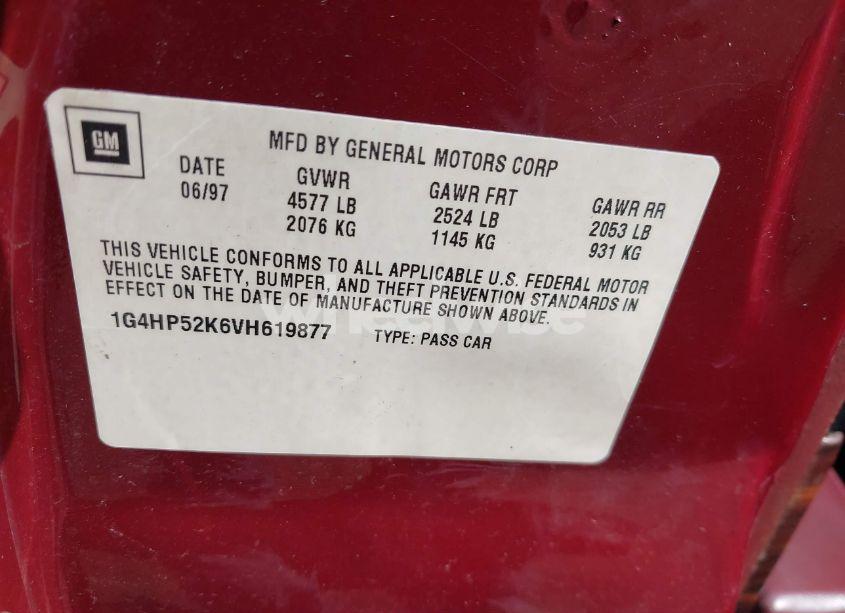 GM
MFD BY GENERAL MOTORS CORP
DATE GVWR GAWR FRT GAWR RR
06/97 4577 LB 2524 LB 2053 LB
2076 KG 1145 KG 931 KG
THIS VEHICLE CONFORMS TO ALL APPLICABLE U.S. FEDERAL MOTOR
VEHICLE SAFETY, BUMPER, AND THEFT PREVENTION STANDARDS IN
EFFECT ON THE DATE OF MANUFACTURE SHOWN ABOVE.
1G4HP52K6VH619877 TYPE: PASS CAR
wheelwise